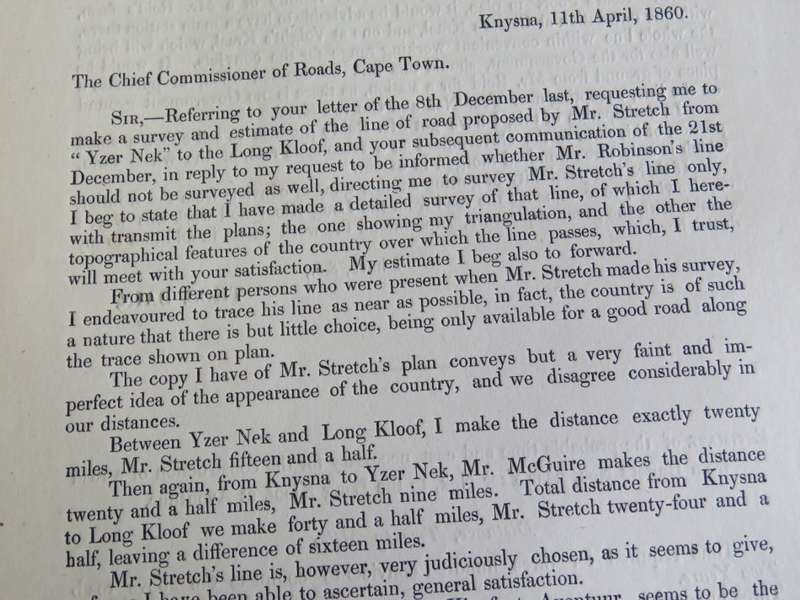 Knysna, 11th April, 1860.
The Chief Commissioner of Roads, Cape Town.
SIR,—Referring to your letter of the 8th December last, requesting me to
make a survey and estimate of the line of road proposed by Mr. Stretch from
"Yzer Nek" to the Long Kloof, and your subsequent communication of the 21st
December, in reply to my request to be informed whether Mr. Robinson's line
should not be surveyed as well, directing me to survey Mr. Stretch's line only,
I beg to state that I have made a detailed survey of that line, of which I here-
with transmit the plans; the one showing my triangulation, and the other the
topographical features of the country over which the line passes, which, I trust,
will meet with your satisfaction. My estimate I beg also to forward.
From different persons who were present when Mr. Stretch made his survey,
I endeavoured to trace his line as near as possible, in fact, the country is of such
a nature that there is but little choice, being only available for a good road along
the trace shown on plan.
The copy I have of Mr. Stretch's plan conveys but a very faint and im-
perfect idea of the appearance of the country, and we disagree considerably in
our distances.
Between Yzer Nek and Long Kloof, I make the distance exactly twenty
miles, Mr. Stretch fifteen and a half.
Then again, from Knysna to Yzer Nek, Mr. McGuire makes the distance
twenty and a half miles, Mr. Stretch nine miles. Total distance from Knysna
to Long Kloof we make forty and a half miles, Mr. Stretch twenty-four and a
half, leaving a difference of sixteen miles.
Mr. Stretch's line is, however, very judiciously chosen, as it seems to give,
I have been able to ascertain, general satisfaction.
seems to be the